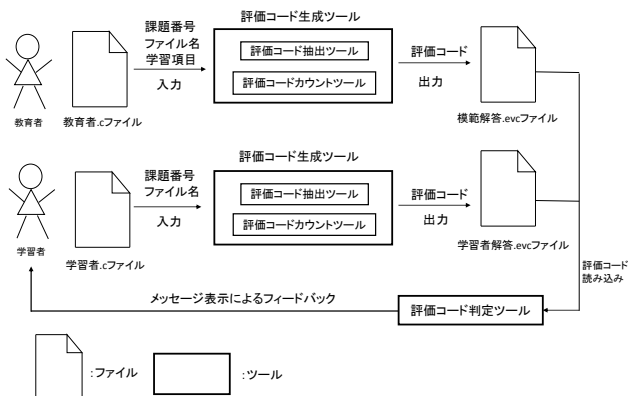 評価コード生成ツール
課題番号
ファイル名
学習項目
入力
評価コード抽出ツール
評価コードカウントツール
評価コード
出力
教育者
教育者.cファイル
模範解答.evcファイル
評価コード生成ツール
課題番号
ファイル名
入力
評価コード抽出ツール
評価コードカウントツール
評価コード
出力
学習者
学習者.cファイル
学習者解答.evcファイル
評価コード
読み込み
メッセージ表示によるフィードバック
評価コード判定ツール
:ファイル
:ツール